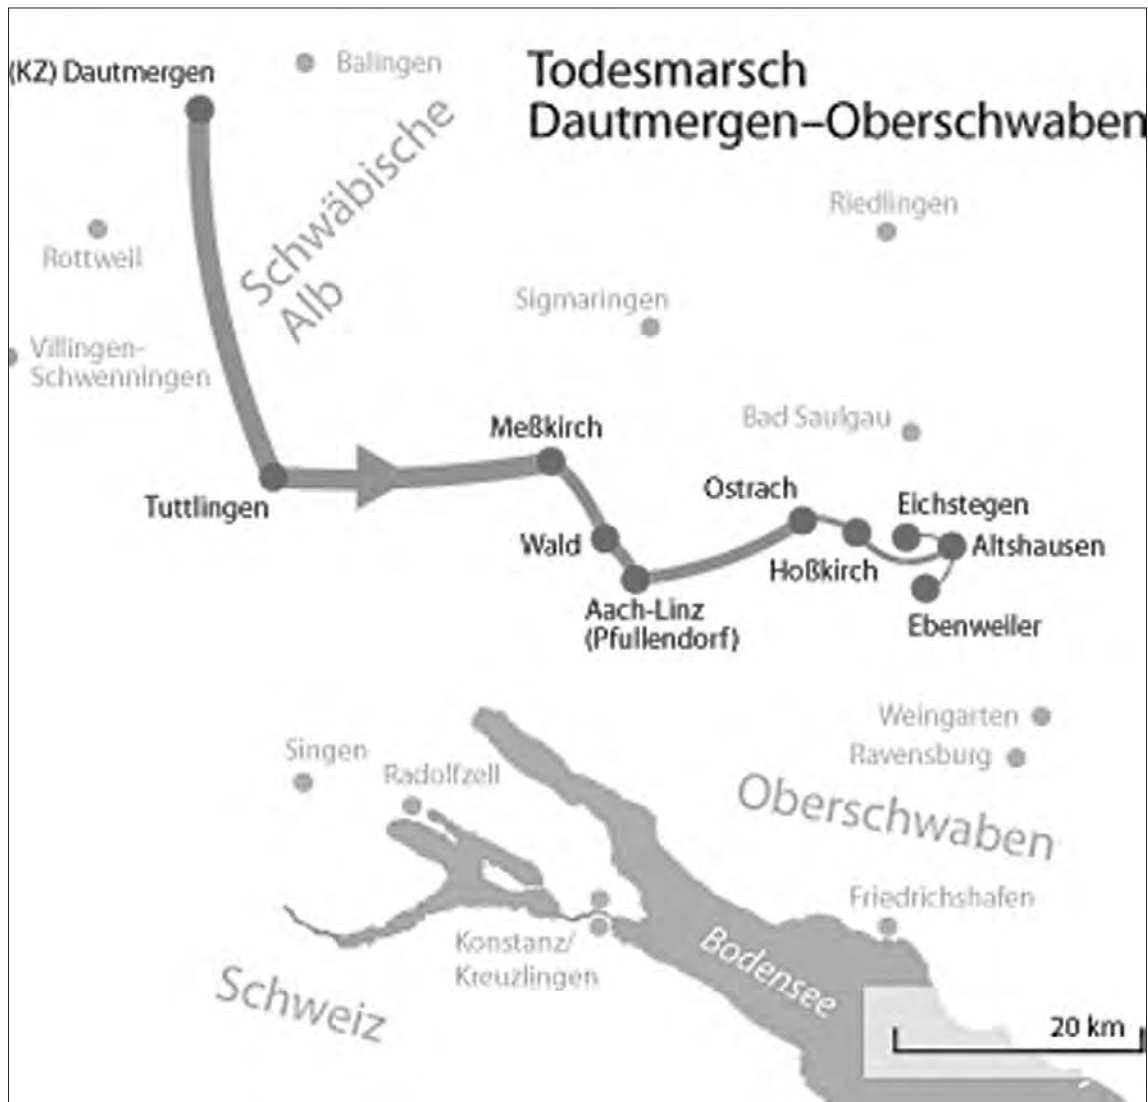 (KZ) Dautmergen
Balingen
Todesmarsch
Dautmergen–Oberschwaben
Schwäbische
Alb
Riedlingen
Rottweil
Sigmaringen
Villingen-
Schwenningen
Bad Saulgau
Meßkirch
Tuttlingen
Ostrach
Eichstegen
Wald
Altshausen
Hoßkirch
Aach-Linz
(Pfullendorf)
Ebenweiler
Weingarten
Ravensburg
Singen
Radolfzell
Oberschwaben
Friedrichshafen
Konstanz/
Kreuzlingen
Bodensee
Schweiz
20 km